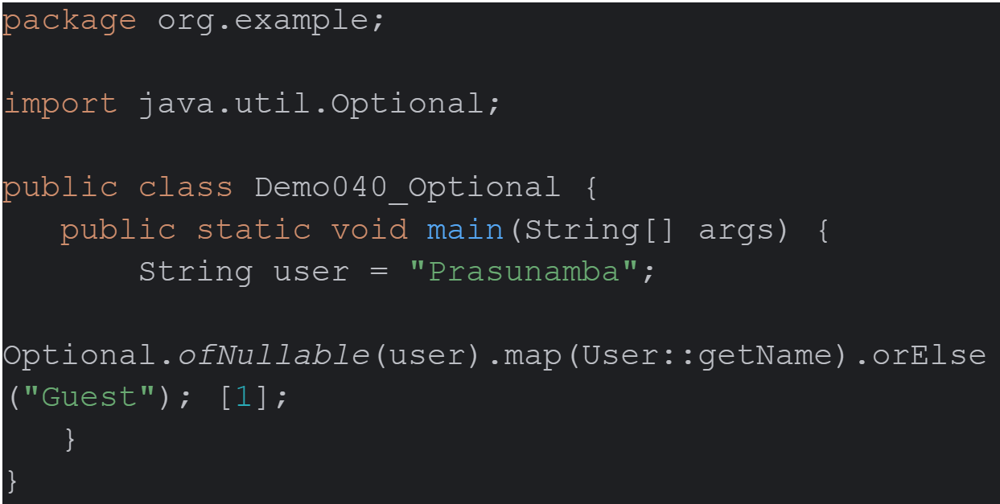 package org.example;
import java.util.Optional;
public class Demo040_Optional {
public static void main(String[] args) {
String user = "Prasunamba";
Optional.ofNullable(user).map(User::getName).orElse
("Guest"); [1];
}
}